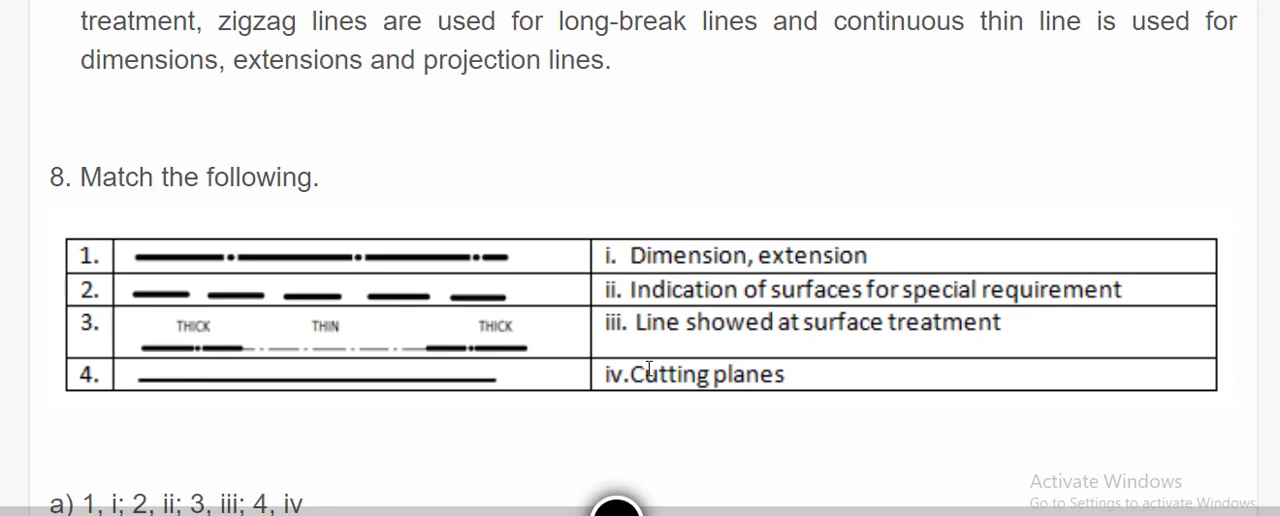 treatment, zigzag lines are used for long-break lines and continuous thin line is used for
dimensions, extensions and projection lines.
8. Match the following.
1. i. Dimension, extension
2. ii. Indication of surfaces for special requirement
3. THICK THIN THICK iii. Line showed at surface treatment
4. iv.Cutting planes
a) 1, i; 2, ii; 3, iii; 4, iv
Activate Windows
Go to Settings to activate Windows.